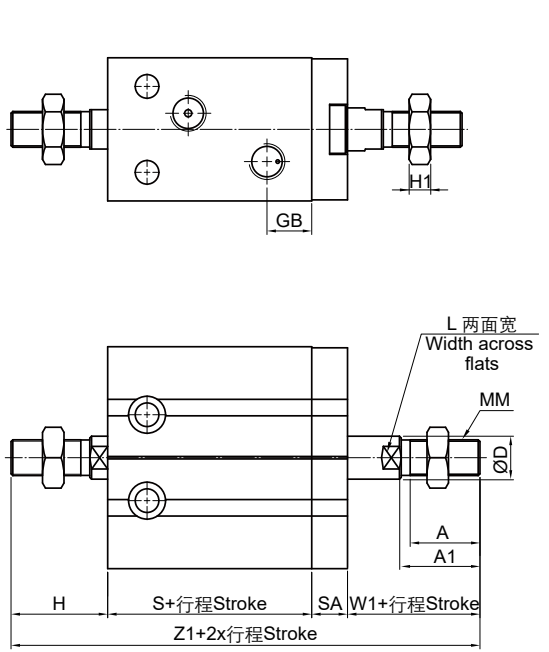 H1
GB
L 两面宽
Width across
flats
MM
ØD
A
A1
H
S+行程Stroke
SA
W1+行程Stroke
Z1+2x行程Stroke